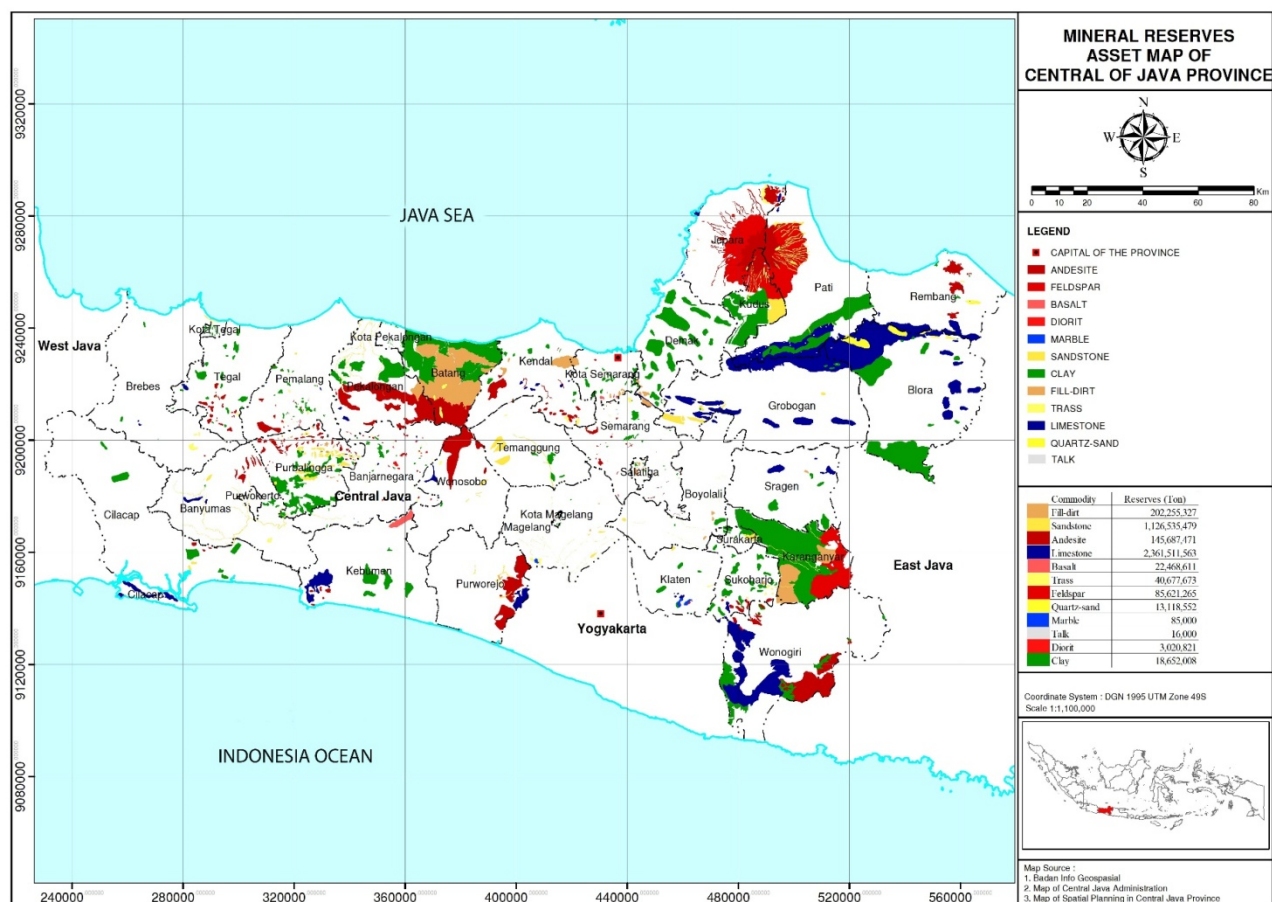 MINERAL RESERVES
ASSET MAP OF
CENTRAL OF JAVA PROVINCE
N
W E
S
0 10 20 40 60 80 Km
LEGEND
CAPITAL OF THE PROVINCE
ANDESITE
FELDSPAR
BASALT
DIORIT
MARBLE
SANDSTONE
CLAY
FILL-DIRT
TRASS
LIMESTONE
QUARTZ-SAND
TALK
Commodity Reserves (Ton)
Fill-dirt 202,255,327
Sandstone 1,126,535,479
Andesite 145,687,471
Limestone 2,361,511,563
Basalt 22,468,611
Trass 40,677,673
Feldspar 85,621,265
Quartz-sand 13,118,552
Marble 85,000
Talk 16,000
Diorit 3,020,821
Clay 18,652,008
Coordinate System : DGN 1995 UTM Zone 49S
Scale 1:1,100,000
Map Source :
1. Badan Info Geospasial
2. Map of Central Java Administration
3. Map of Spatial Planning in Central Java Province
JAVA SEA
Jepara
Pati
Rembang
Kudus
Kota Tegal
Kota Pekalongan
Demak
West Java
Kendal
Kota Semarang
Tegal
Batang
Brebes
Pemalang
Pekalongan
Blora
Grobogan
Semarang
Temanggung
Purbalingga
Banjarnegara
Salatiga
Wonosobo
Sragen
Purwokerto
Central Java
Boyolali
Cilacap
Banyumas
Kota Magelang
Magelang
Surakarta
Karanganyar
East Java
Kebumen
Purworejo
Klaten
Sukoharjo
Cilacap
Yogyakarta
Wonogiri
INDONESIA OCEAN
9320000
9280000
9240000
9200000
9160000
9120000
9080000
240000 280000 320000 360000 400000 440000 480000 520000 560000